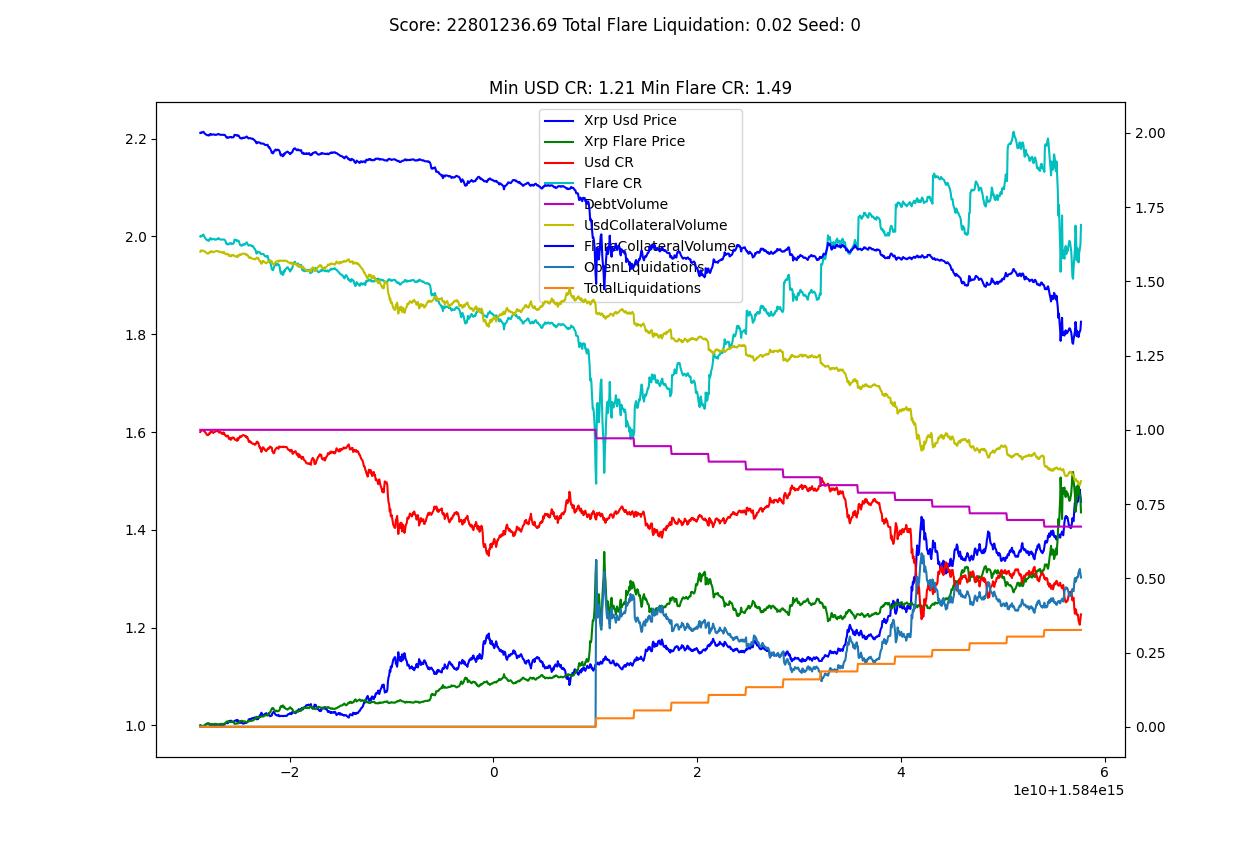 Score: 22801236.69 Total Flare Liquidation: 0.02 Seed: 0
Min USD CR: 1.21 Min Flare CR: 1.49
Xrp Usd Price
Xrp Flare Price
Usd CR
Flare CR
DebtVolume
UsdCollateralVolume
FlareCollateralVolume
OpenLiquidations
TotalLiquidations
2.2
2.0
1.8
1.6
1.4
1.2
1.0
2.00
1.75
1.50
1.25
1.00
0.75
0.50
0.25
0.00
−2
0
2
4
6
1e10+1.584e15